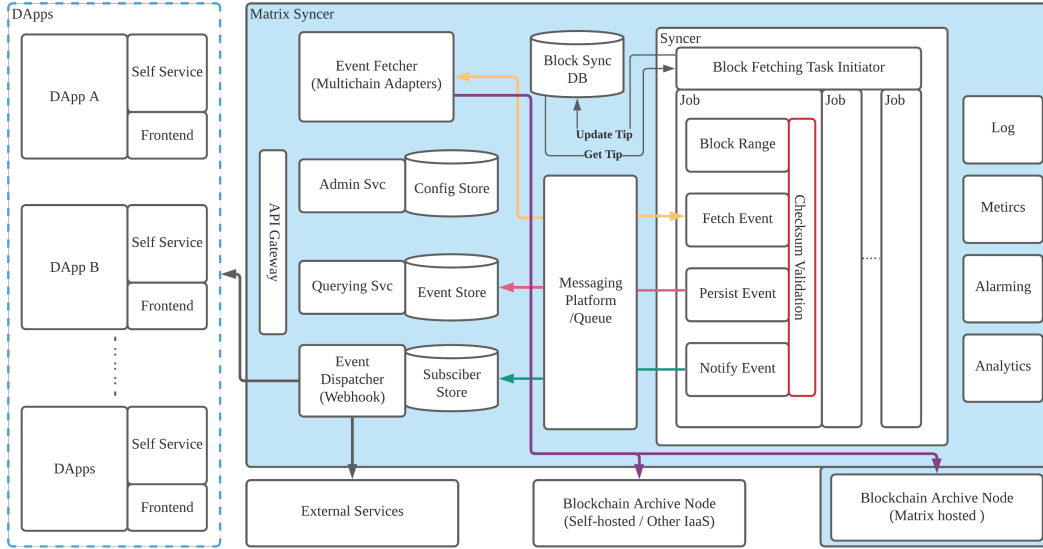 DApps
DApp A
Self Service
Frontend
DApp B
Self Service
Frontend
DApps
Self Service
Frontend
Matrix Syncer
Event Fetcher
(Multichain Adapters)
Block Sync
DB
Update Tip
Get Tip
API Gateway
Admin Svc
Config Store
Querying Svc
Event Store
Event
Dispatcher
(Webhook)
Subsciber
Store
Messaging
Platform
/Queue
Syncer
Block Fetching Task Initiator
Job
Job
Job
Block Range
Fetch Event
Persist Event
Notify Event
Checksum Validation
Log
Metircs
Alarming
Analytics
External Services
Blockchain Archive Node
(Self-hosted / Other IaaS)
Blockchain Archive Node
(Matrix hosted )